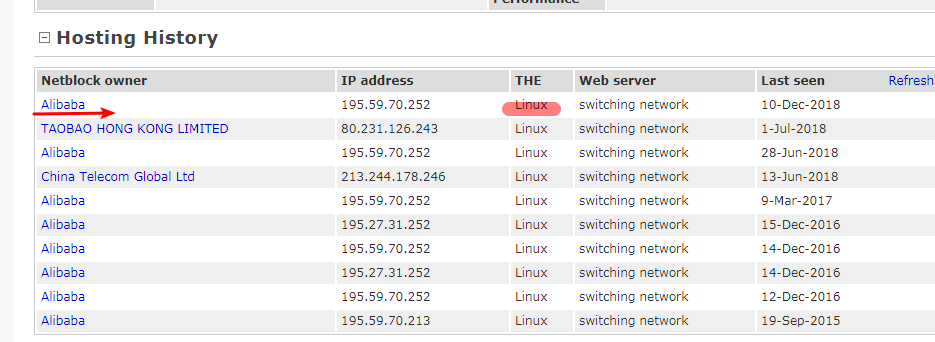 Performance
Hosting History
Netblock owner IP address THE Web server Last seen Refresh
Alibaba 195.59.70.252 Linux switching network 10-Dec-2018
TAOBAO HONG KONG LIMITED 80.231.126.243 Linux switching network 1-Jul-2018
Alibaba 195.59.70.252 Linux switching network 28-Jun-2018
China Telecom Global Ltd 213.244.178.246 Linux switching network 13-Jun-2018
Alibaba 195.59.70.252 Linux switching network 9-Mar-2017
Alibaba 195.27.31.252 Linux switching network 15-Dec-2016
Alibaba 195.59.70.252 Linux switching network 14-Dec-2016
Alibaba 195.27.31.252 Linux switching network 14-Dec-2016
Alibaba 195.59.70.252 Linux switching network 12-Dec-2016
Alibaba 195.59.70.213 Linux switching network 19-Sep-2015